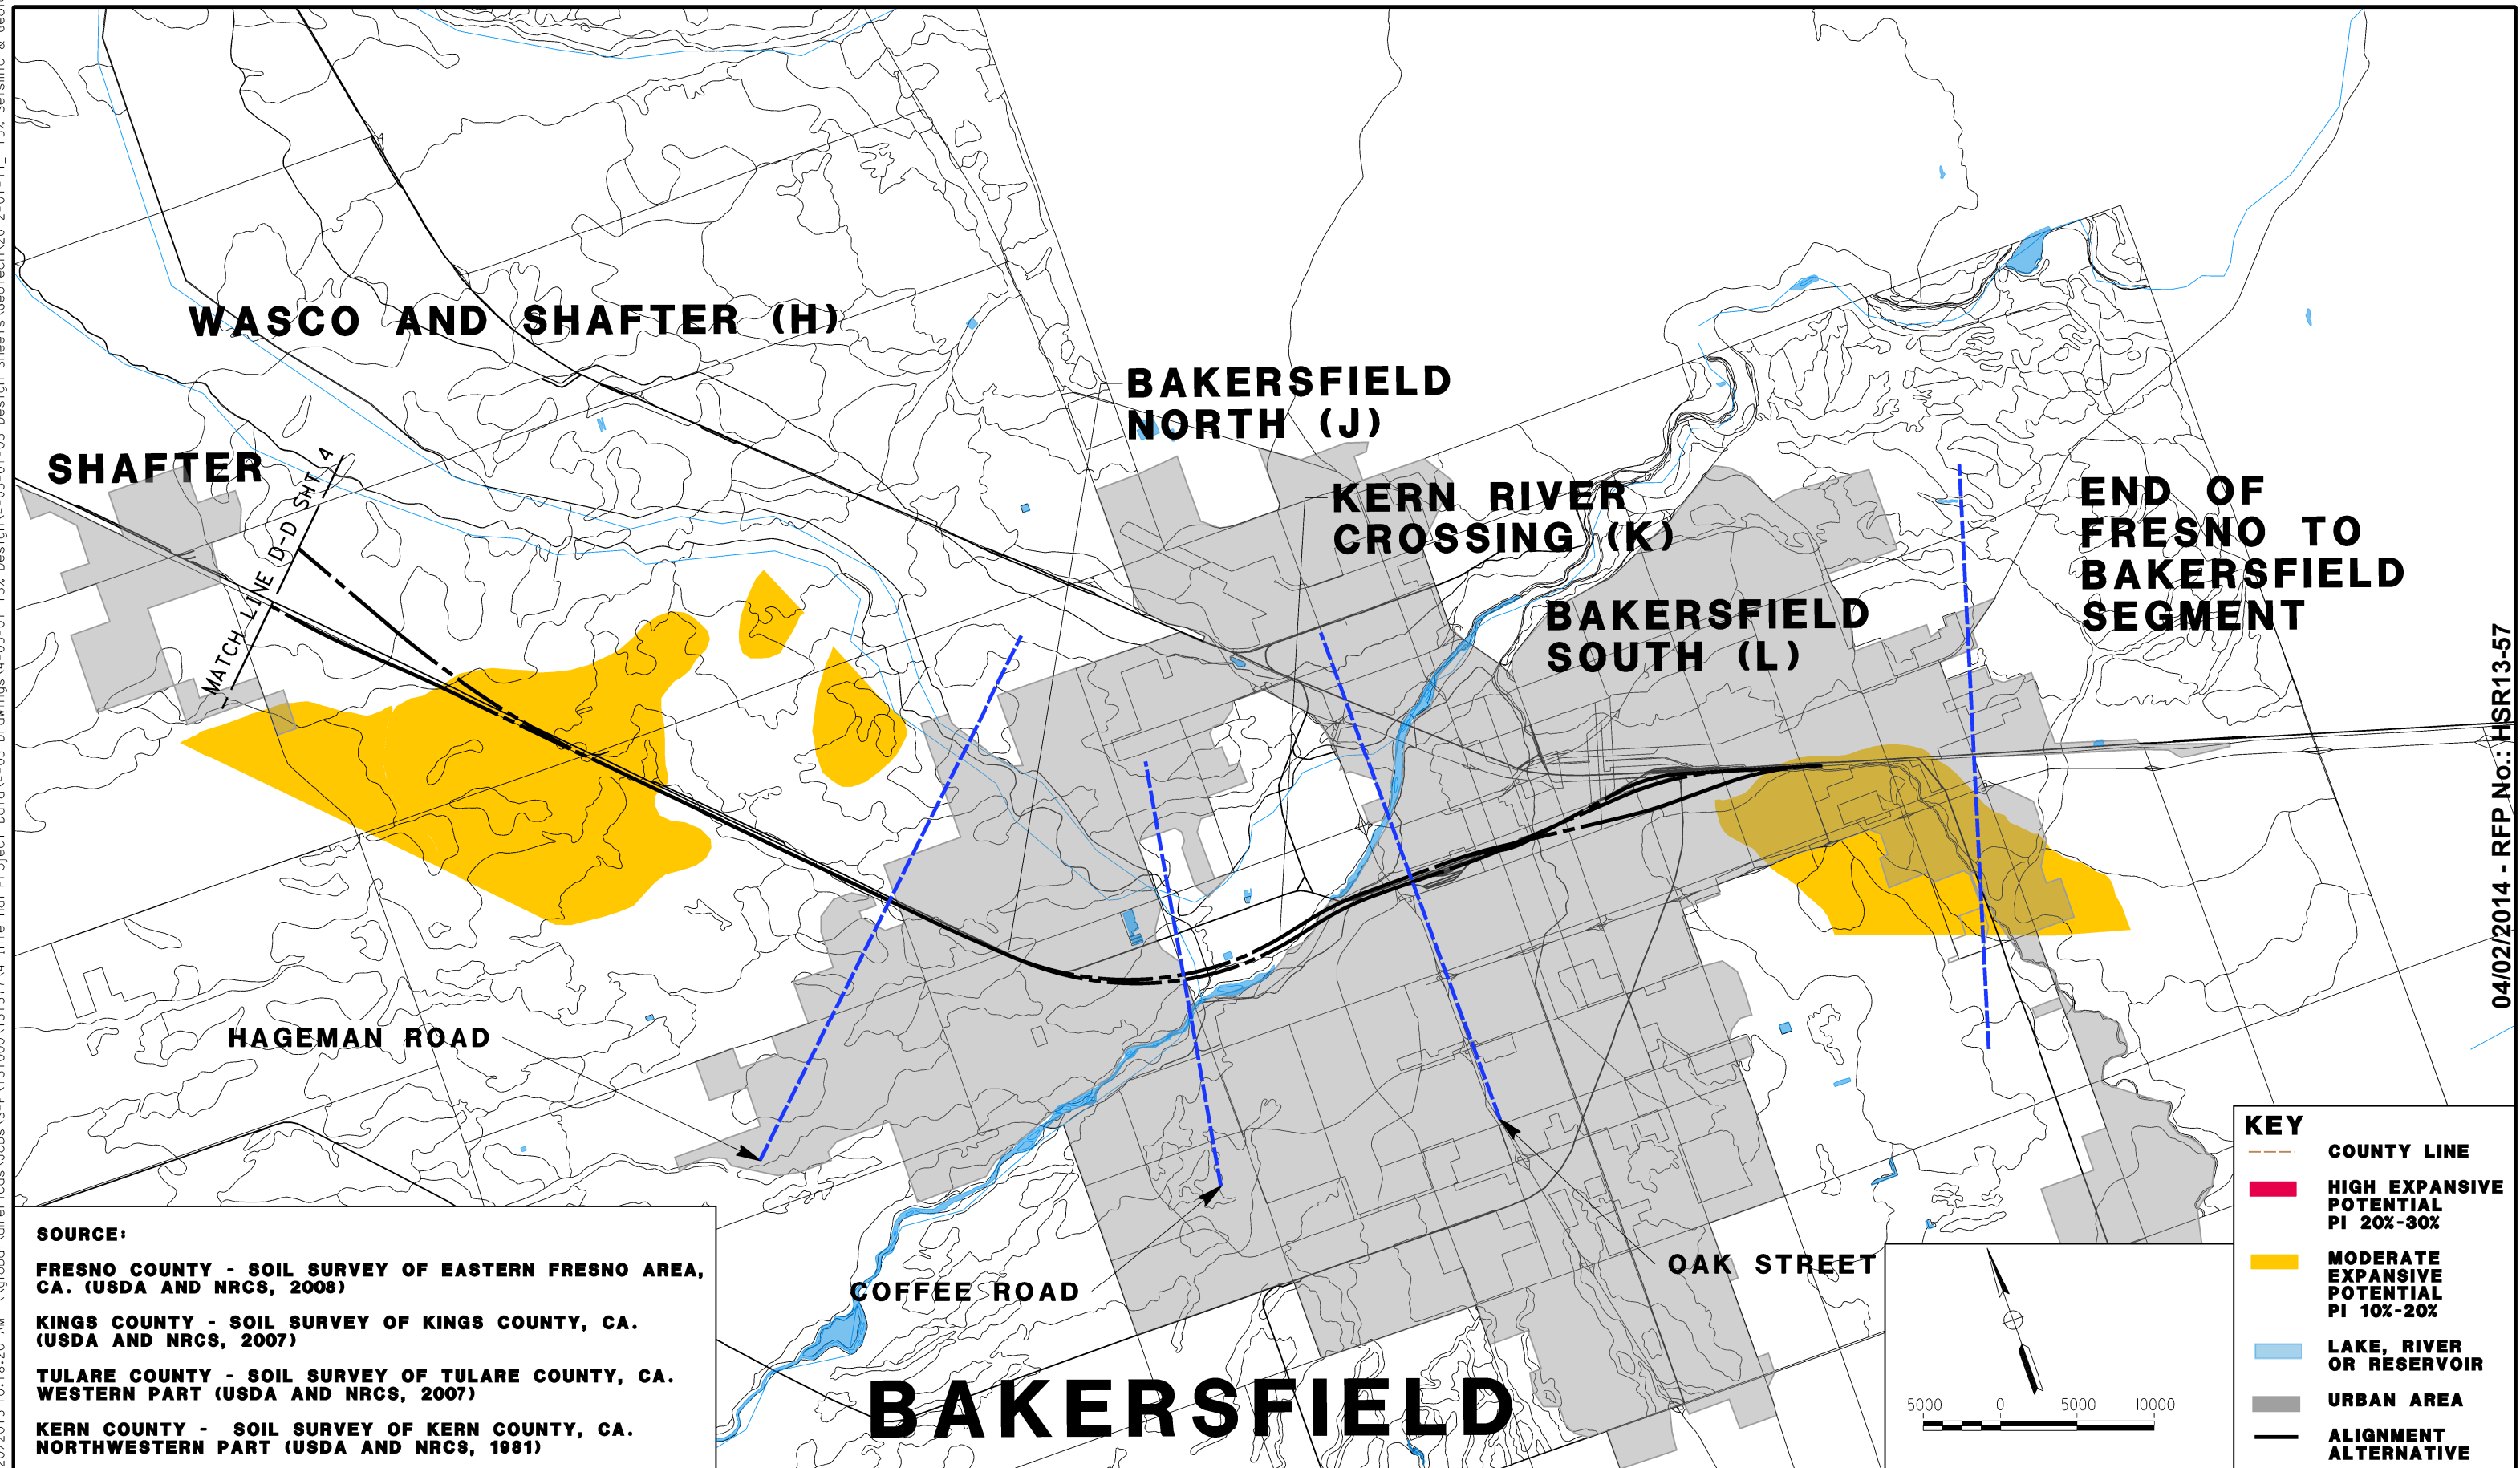 WASCO AND SHAFTER (H)
BAKERSFIELD
NORTH (J)
SHAFTER
MATCH LINE D-D SHT 4
KERN RIVER
CROSSING (K)
END OF
FRESNO TO
BAKERSFIELD
SEGMENT
BAKERSFIELD
SOUTH (L)
HAGEMAN ROAD
COFFEE ROAD
OAK STREET
BAKERSFIELD
04/02/2014 - RFP No.: HSR13-57
SOURCE:
FRESNO COUNTY - SOIL SURVEY OF EASTERN FRESNO AREA,
CA. (USDA AND NRCS, 2008)
KINGS COUNTY - SOIL SURVEY OF KINGS COUNTY, CA.
(USDA AND NRCS, 2007)
TULARE COUNTY - SOIL SURVEY OF TULARE COUNTY, CA.
WESTERN PART (USDA AND NRCS, 2007)
KERN COUNTY - SOIL SURVEY OF KERN COUNTY, CA.
NORTHWESTERN PART (USDA AND NRCS, 1981)
5000 0 5000 10000
KEY
COUNTY LINE
HIGH EXPANSIVE
POTENTIAL
PI 20%-30%
MODERATE
EXPANSIVE
POTENTIAL
PI 10%-20%
LAKE, RIVER
OR RESERVOIR
URBAN AREA
ALIGNMENT
ALTERNATIVE